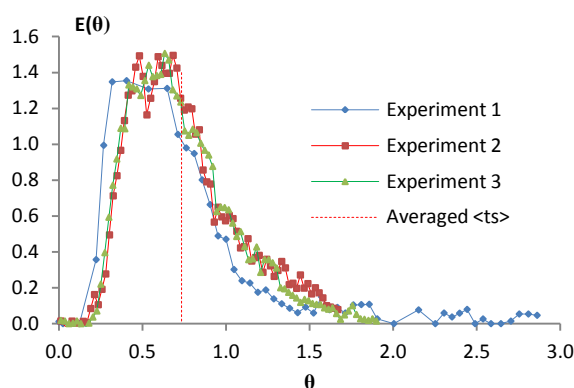 E(θ)
1.6
1.4
1.2
1.0
0.8
0.6
0.4
0.2
0.0
0.0 0.5 1.0 1.5 2.0 2.5 3.0
θ
Experiment 1
Experiment 2
Experiment 3
Averaged <ts>